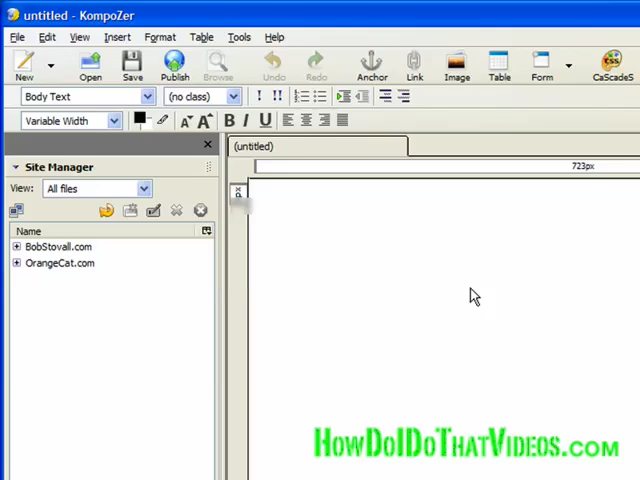 untitled - KompoZer
File Edit View Insert Format Table Tools Help
New Open Save Publish Browse Undo Redo Anchor Link Image Table Form CaScadeS
Body Text (no class) ! !!
Variable Width A A B I U
Site Manager
View: All files
Name
BobStovall.com
OrangeCat.com
(untitled)
723px
px
HowDoIDoThatVideos.com